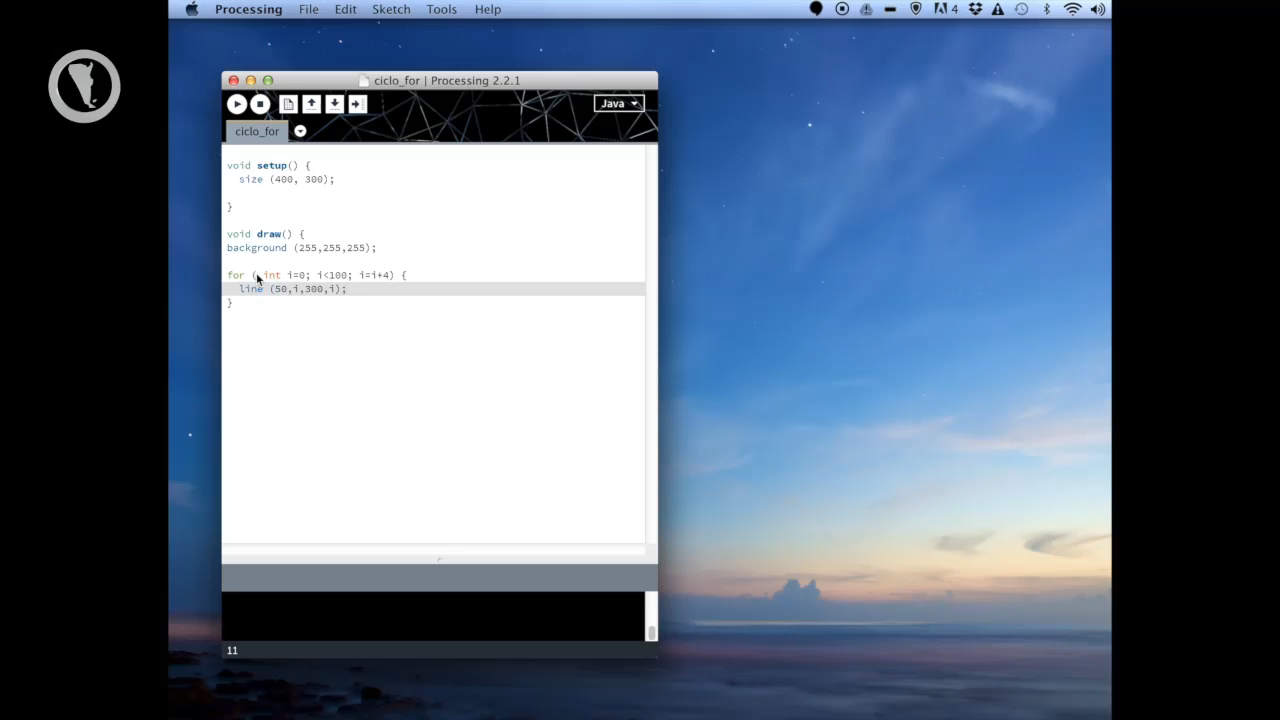 Processing File Edit Sketch Tools Help 4
ciclo_for | Processing 2.2.1
Java
ciclo_for
void setup() {
size (400, 300);
}
void draw() {
background (255,255,255);
for ( int i=0; i<100; i=i+4) {
line (50,i,300,i);
}
11